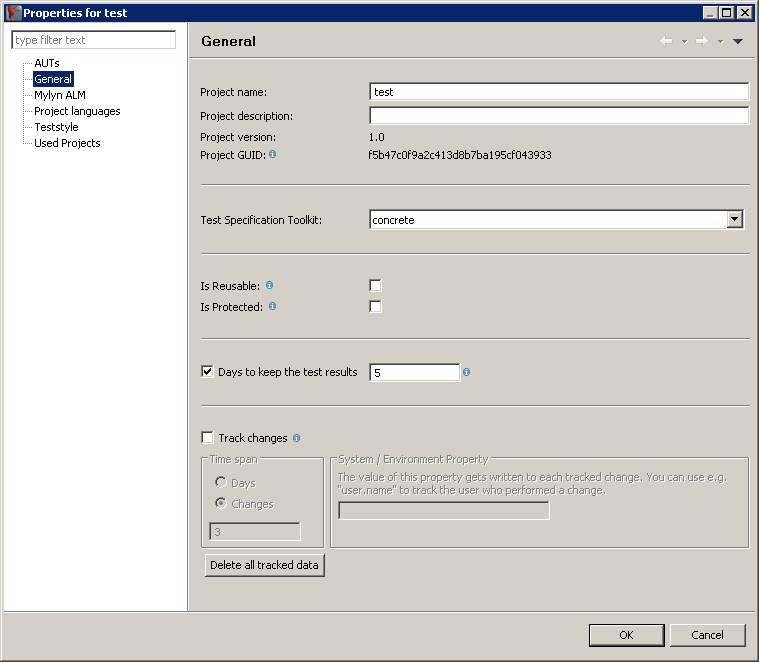 Properties for test
type filter text
General
AUTs
General
Mylyn ALM
Project languages
Teststyle
Used Projects
Project name:
test
Project description:
Project version:
1.0
Project GUID:
f5b47c0f9a2c413d8b7ba195cf043933
Test Specification Toolkit:
concrete
Is Reusable:
Is Protected:
Days to keep the test results
5
Track changes
Time span
Days
Changes
3
System / Environment Property
The value of this property gets written to each tracked change. You can use e.g.
"user.name" to track the user who performed a change.
Delete all tracked data
OK
Cancel